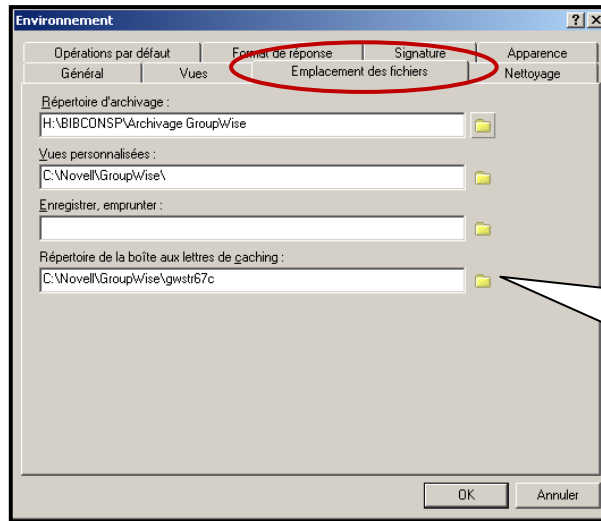 Environnement
Opérations par défaut Format de réponse Signature Apparence
Général Vues Emplacement des fichiers Nettoyage
Répertoire d'archivage :
H:\BIBCONSP\Archivage GroupWise
Vues personnalisées :
C:\Novell\GroupWise\
Enregistrer, emprunter :
Répertoire de la boîte aux lettres de caching :
C:\Novell\GroupWise\gwstr67c
OK Annuler